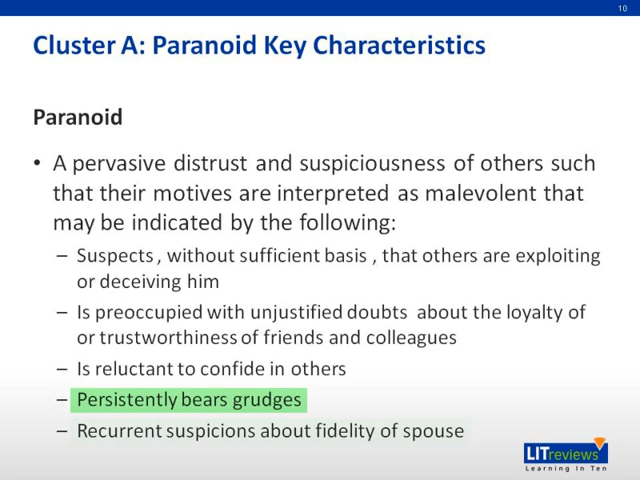 10
Cluster A: Paranoid Key Characteristics
Paranoid
• A pervasive distrust and suspiciousness of others such
that their motives are interpreted as malevolent that
may be indicated by the following:
– Suspects , without sufficient basis , that others are exploiting
or deceiving him
– Is preoccupied with unjustified doubts about the loyalty of
or trustworthiness of friends and colleagues
– Is reluctant to confide in others
– Persistently bears grudges
– Recurrent suspicions about fidelity of spouse
LITreviews
Learning In Ten